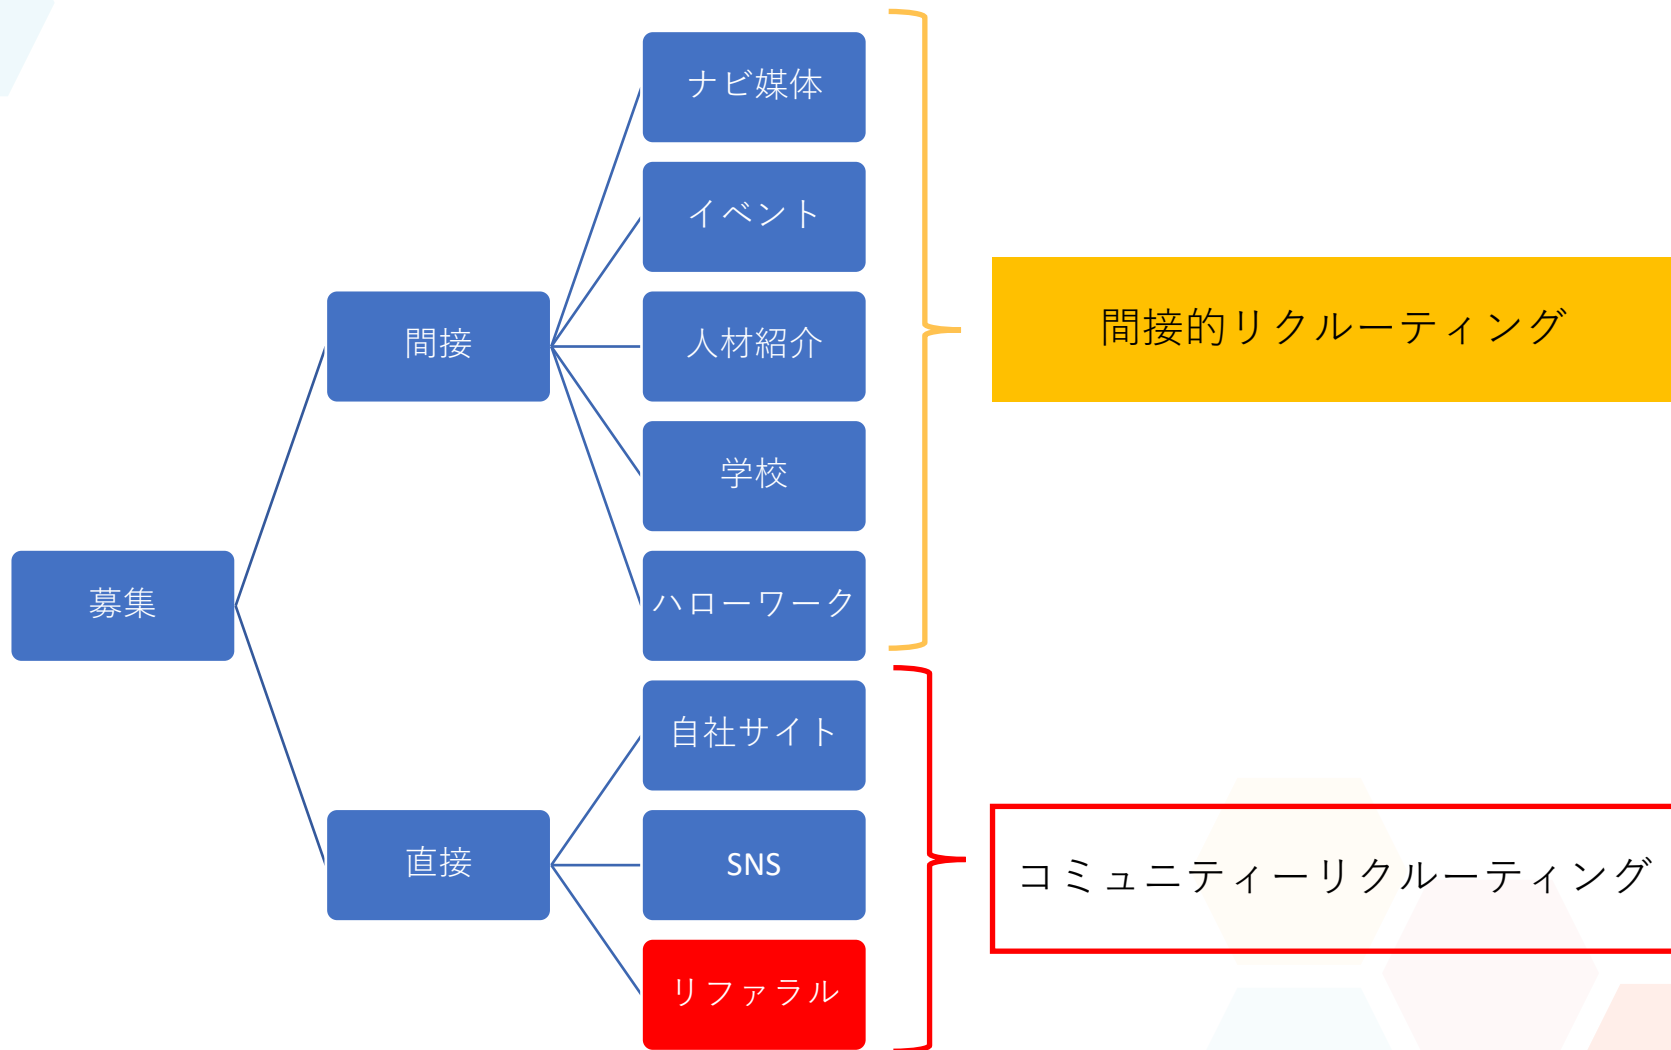 募集
間接
ナビ媒体
イベント
人材紹介
学校
ハローワーク
間接的リクルーティング
直接
自社サイト
SNS
リファラル
コミュニティーリクルーティング